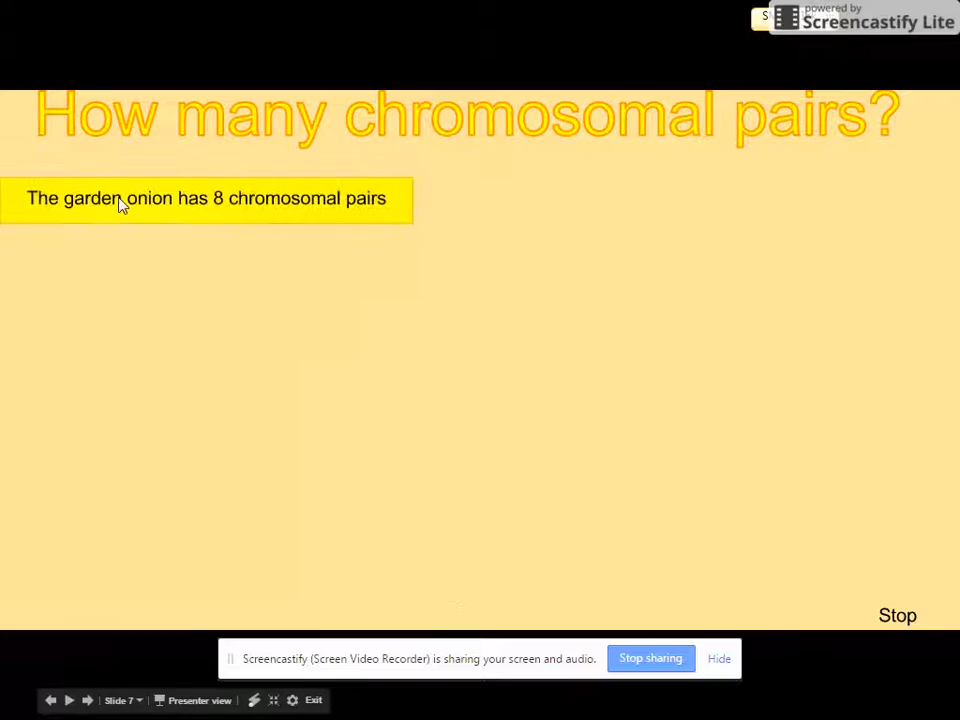 powered by
Screencastify Lite
How many chromosomal pairs?
The garden onion has 8 chromosomal pairs
Stop
Screencastify (Screen Video Recorder) is sharing your screen and audio.
Stop sharing
Hide
Slide 7
Presenter view
Exit